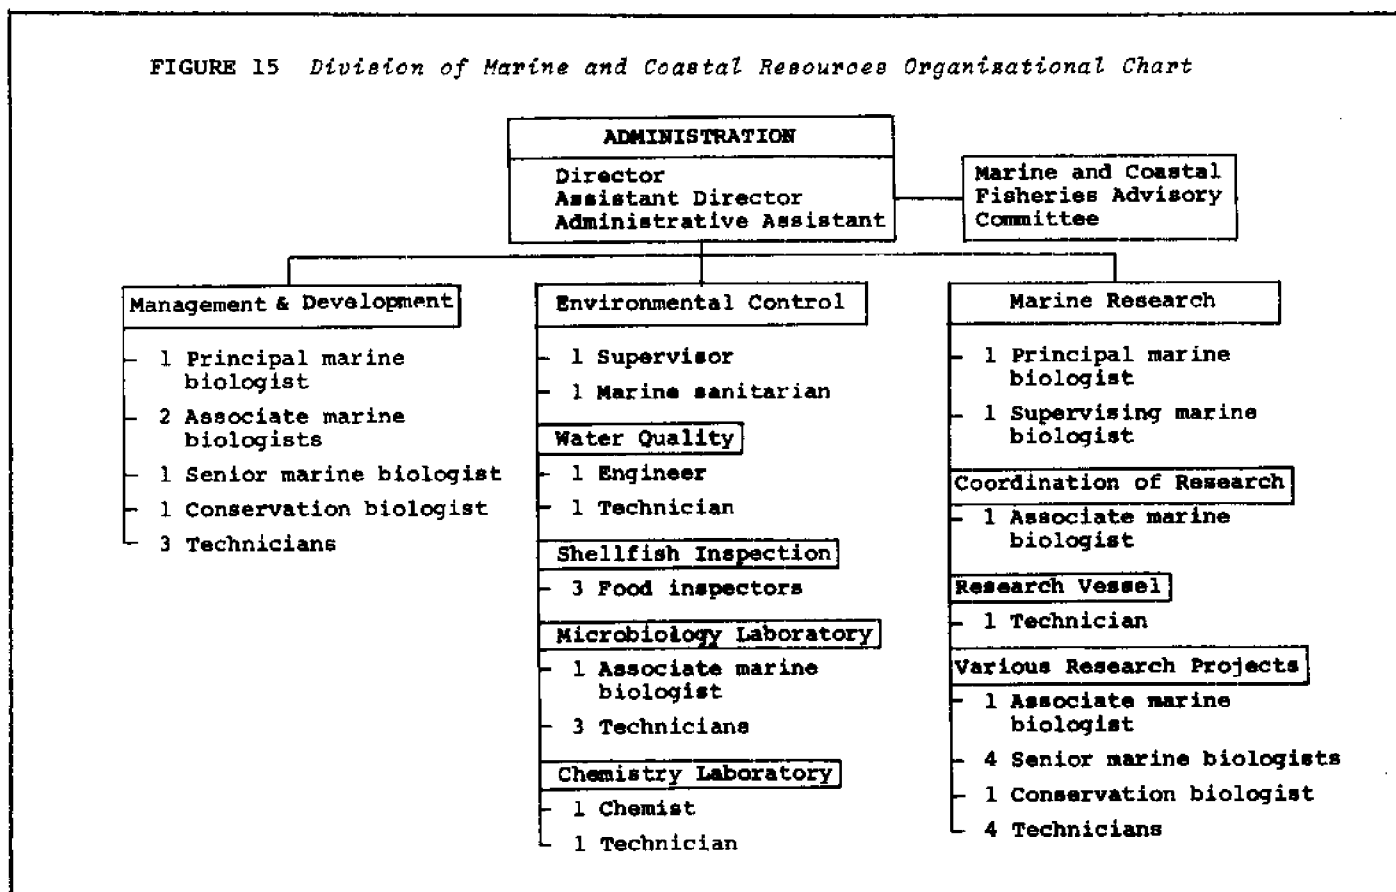 FIGURE 15 Division of Marine and Coastal Resources Organizational Chart
ADMINISTRATION
Director
Assistant Director
Administrative Assistant
Marine and Coastal
Fisheries Advisory
Committee
Management & Development
1 Principal marine
biologist
2 Associate marine
biologists
1 Senior marine biologist
1 Conservation biologist
3 Technicians
Environmental Control
1 Supervisor
1 Marine sanitarian
Water Quality
1 Engineer
1 Technician
Shellfish Inspection
3 Food inspectors
Microbiology Laboratory
1 Associate marine
biologist
3 Technicians
Chemistry Laboratory
1 Chemist
1 Technician
Marine Research
1 Principal marine
biologist
1 Supervising marine
biologist
Coordination of Research
1 Associate marine
biologist
Research Vessel
1 Technician
Various Research Projects
1 Associate marine
biologist
4 Senior marine biologists
1 Conservation biologist
4 Technicians